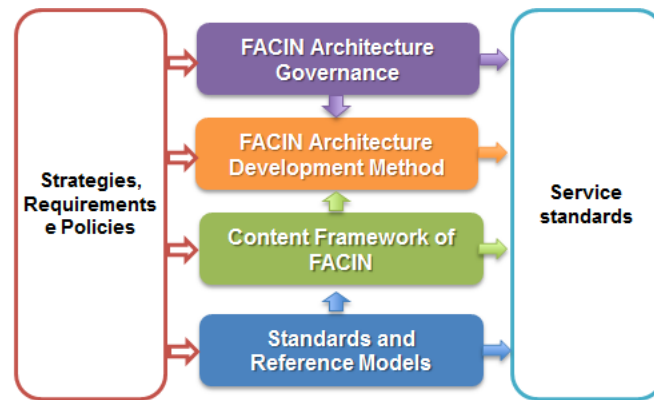 Strategies,
Requirements
e Policies
FACIN Architecture
Governance
FACIN Architecture
Development Method
Content Framework of
FACIN
Standards and
Reference Models
Service
standards